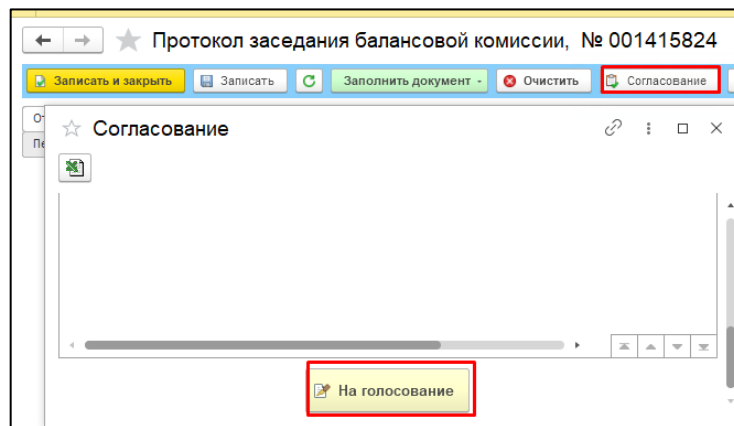 Протокол заседания балансовой комиссии, № 001415824
Записать и закрыть Записать Заполнить документ Очистить Согласование
Согласование
На голосование